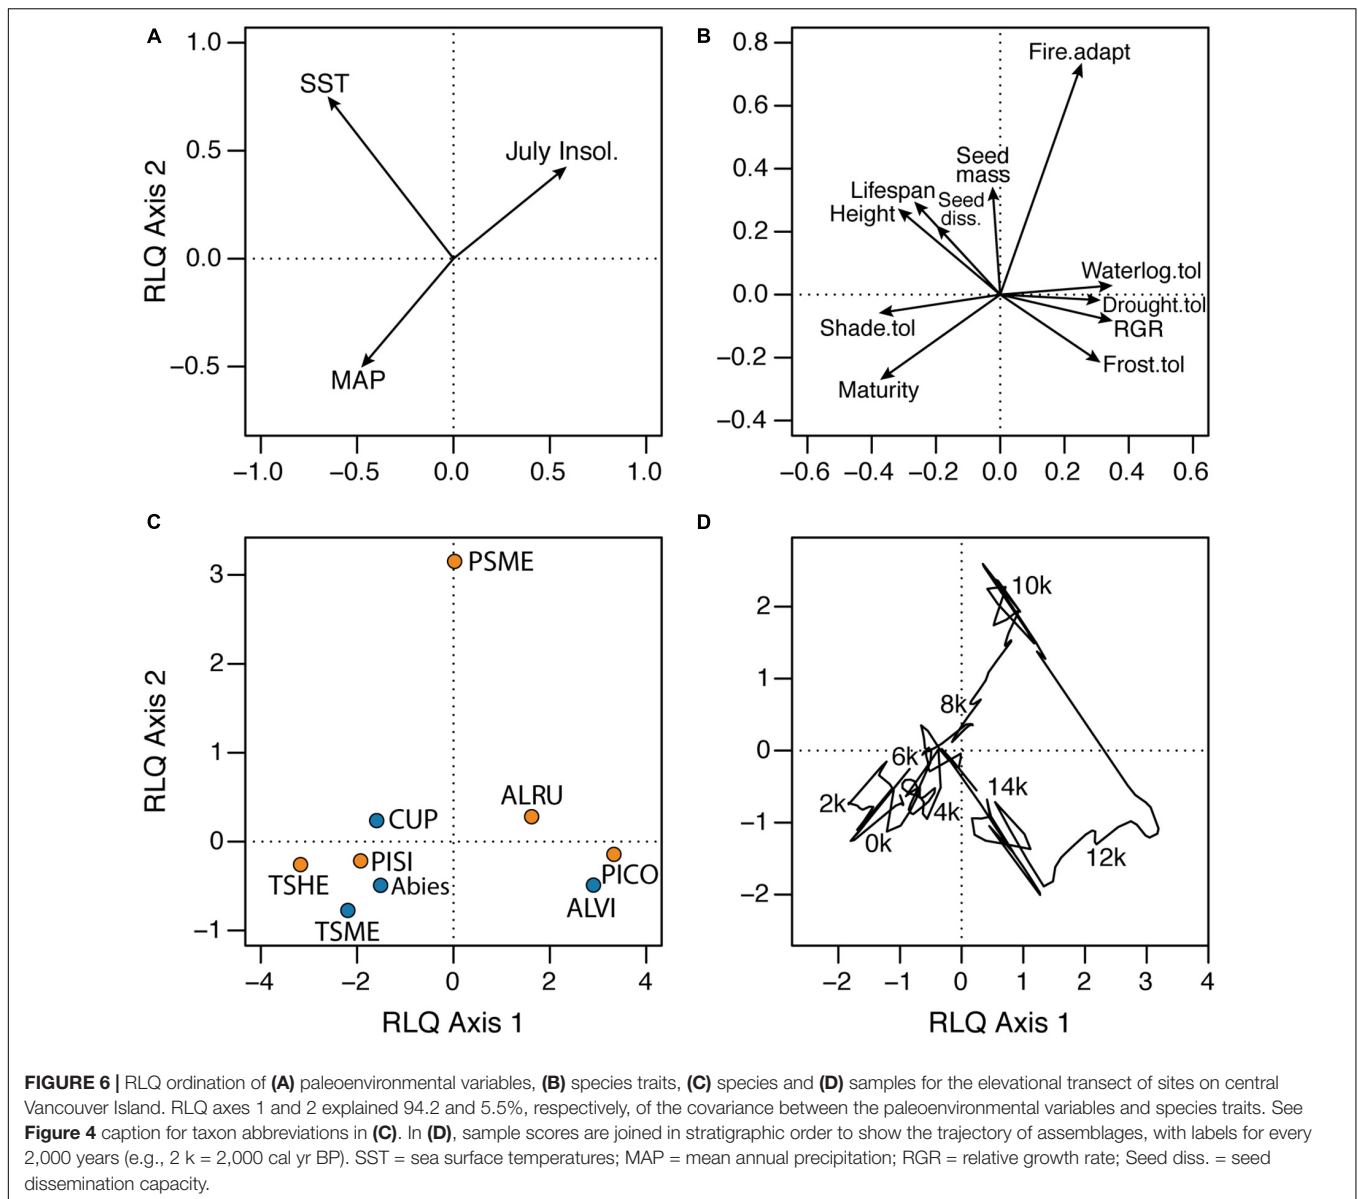 A
1.0
0.5
0.0
−0.5
RLQ Axis 2
SST
July Insol.
MAP
−1.0 −0.5 0.0 0.5 1.0
B
0.8
0.6
0.4
0.2
0.0
−0.2
−0.4
Fire.adapt
Seed
mass
Lifespan
Seed
diss.
Height
Waterlog.tol
Drought.tol
RGR
Shade.tol
Frost.tol
Maturity
−0.6 −0.4 −0.2 0.0 0.2 0.4 0.6
C
3
2
1
0
−1
RLQ Axis 2
PSME
ALRU
CUP
PISI
TSHE
Abies
PICO
ALVI
TSME
−4 −2 0 2 4
RLQ Axis 1
D
2
1
0
−1
−2
10k
8k
6k
14k
2k
4k
0k
12k
−2 −1 0 1 2 3 4
RLQ Axis 1
FIGURE 6 | RLQ ordination of (A) paleoenvironmental variables, (B) species traits, (C) species and (D) samples for the elevational transect of sites on central
Vancouver Island. RLQ axes 1 and 2 explained 94.2 and 5.5%, respectively, of the covariance between the paleoenvironmental variables and species traits. See
Figure 4 caption for taxon abbreviations in (C). In (D), sample scores are joined in stratigraphic order to show the trajectory of assemblages, with labels for every
2,000 years (e.g., 2 k = 2,000 cal yr BP). SST = sea surface temperatures; MAP = mean annual precipitation; RGR = relative growth rate; Seed diss. = seed
dissemination capacity.